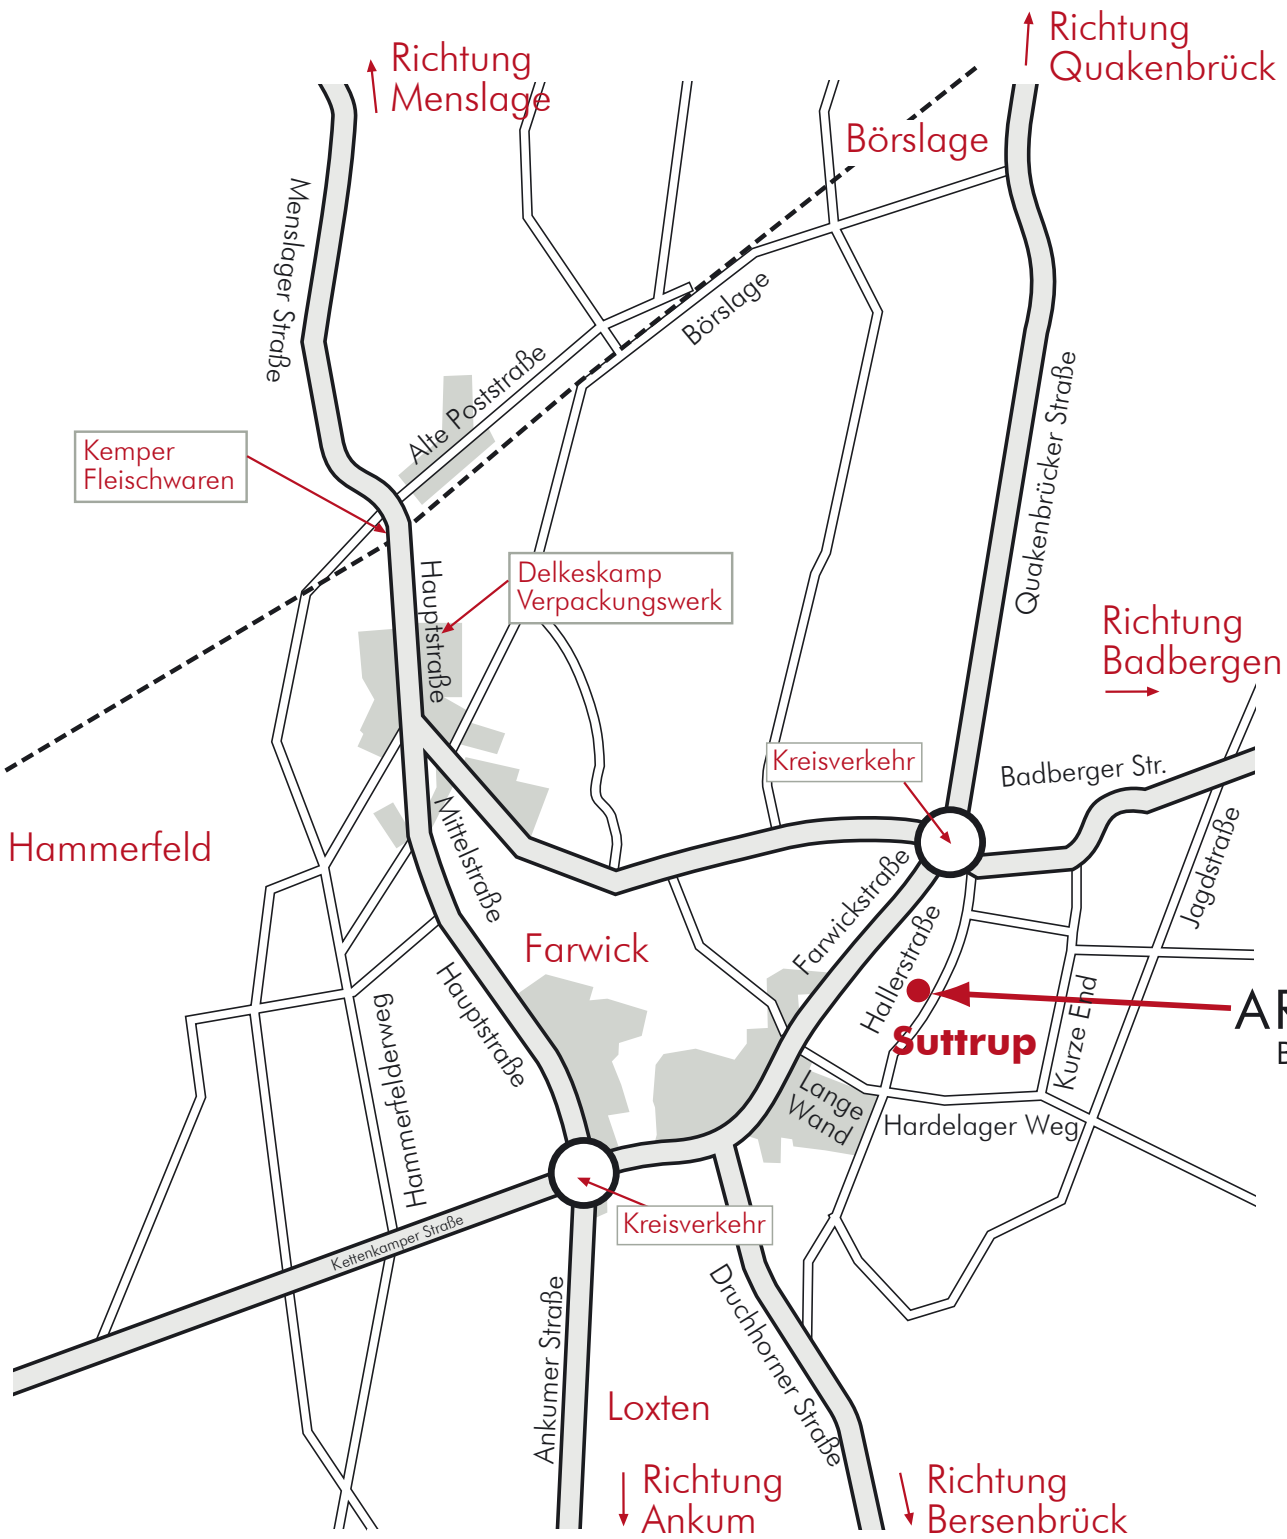 Richtung
Quakenbrück
Richtung
Menslage
Börslage
Menslager Straße
Börslage
Alte Poststraße
Quakenbrücker Straße
Kemper
Fleischwaren
Delkeskamp
Verpackungswerk
Hauptstraße
Richtung
Badbergen
Kreisverkehr
Badberger Str.
Hammerfeld
Mittelstraße
Jagdstraße
Farwickstraße
Farwick
Hallerstraße
Hauptstraße
Hammerfelderweg
Kurze End
Suttrup
Lange
Wand
Hardelager Weg
Kreisverkehr
Kettenkamper Straße
Ankumer Straße
Druchhorner Straße
Loxten
Richtung
Ankum
Richtung
Bersenbrück